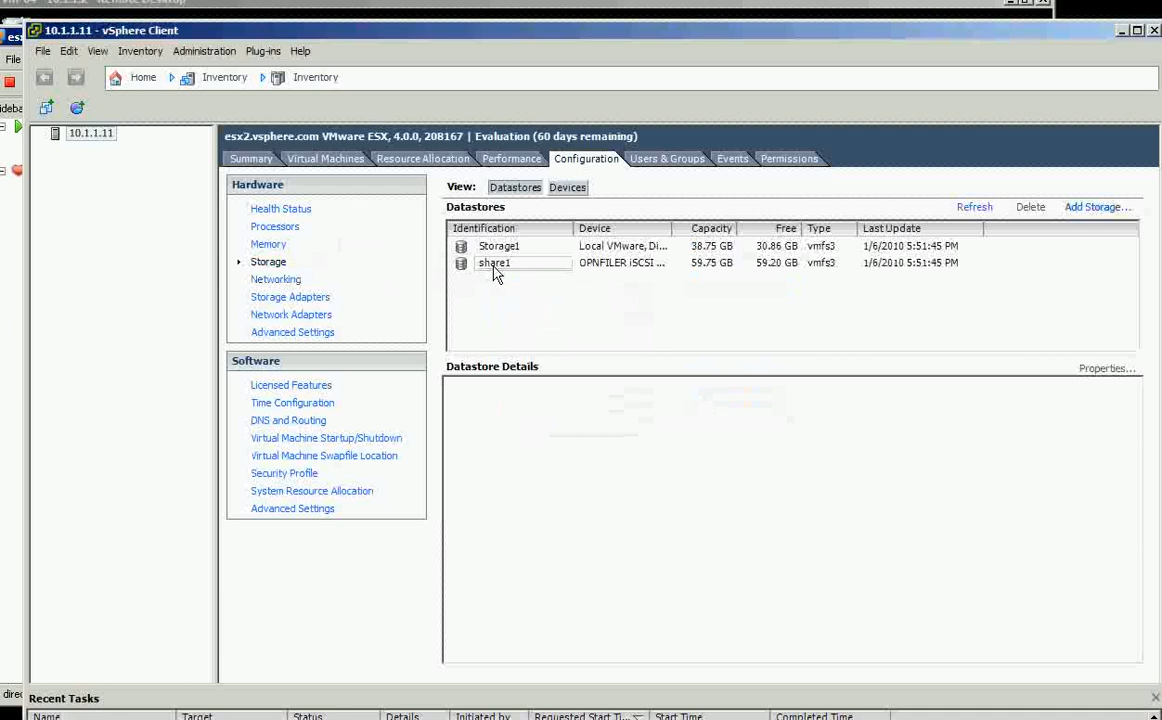 10.1.1.11 - vSphere Client
es
File
File Edit View Inventory Administration Plug-ins Help
Home Inventory Inventory
10.1.1.11
esx2.vsphere.com VMware ESX, 4.0.0, 208167 | Evaluation (60 days remaining)
Summary Virtual Machines Resource Allocation Performance Configuration Users & Groups Events Permissions
Hardware
Health Status
Processors
Memory
Storage
Networking
Storage Adapters
Network Adapters
Advanced Settings
Software
Licensed Features
Time Configuration
DNS and Routing
Virtual Machine Startup/Shutdown
Virtual Machine Swapfile Location
Security Profile
System Resource Allocation
Advanced Settings
View: Datastores Devices
Datastores Refresh Delete Add Storage...
Identification Device Capacity Free Type Last Update
Storage1 Local VMware, Di... 38.75 GB 30.86 GB vmfs3 1/6/2010 5:51:45 PM
share1 OPNFILER iSCSI ... 59.75 GB 59.20 GB vmfs3 1/6/2010 5:51:45 PM
Datastore Details Properties...
Recent Tasks
Name Target Status Details Initiated by Requested Start Ti... Start Time Completed Time